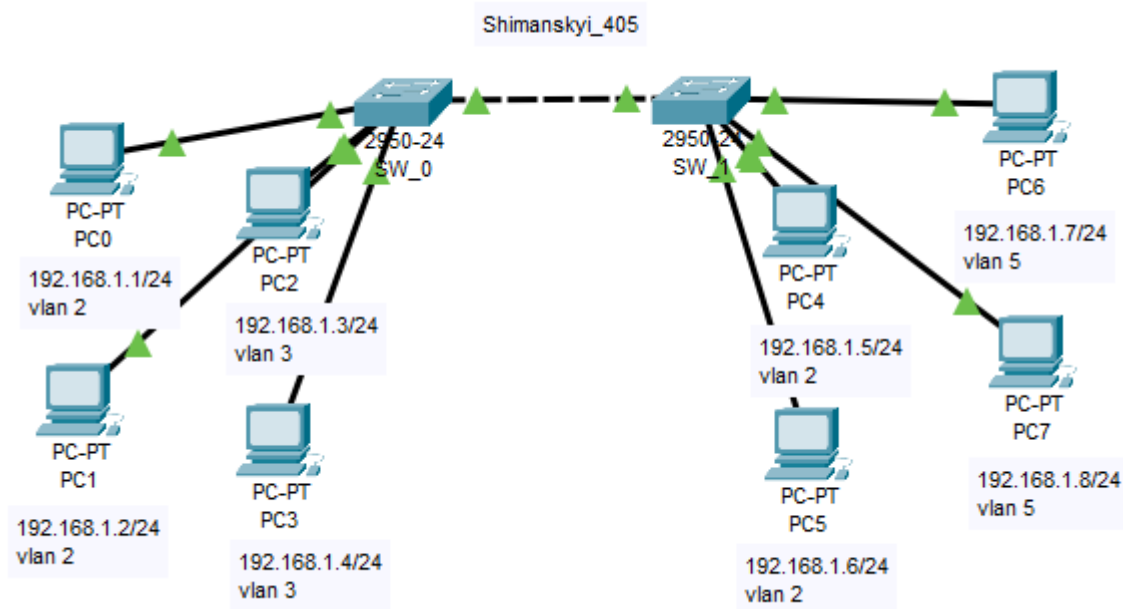 Shimanskyi_405
2950-24
SW_0
2950-24
SW_1
PC-PT
PC0
192.168.1.1/24
vlan 2
PC-PT
PC2
192.168.1.3/24
vlan 3
PC-PT
PC1
192.168.1.2/24
vlan 2
PC-PT
PC3
192.168.1.4/24
vlan 3
PC-PT
PC4
192.168.1.5/24
vlan 2
PC-PT
PC6
192.168.1.7/24
vlan 5
PC-PT
PC5
192.168.1.6/24
vlan 2
PC-PT
PC7
192.168.1.8/24
vlan 5